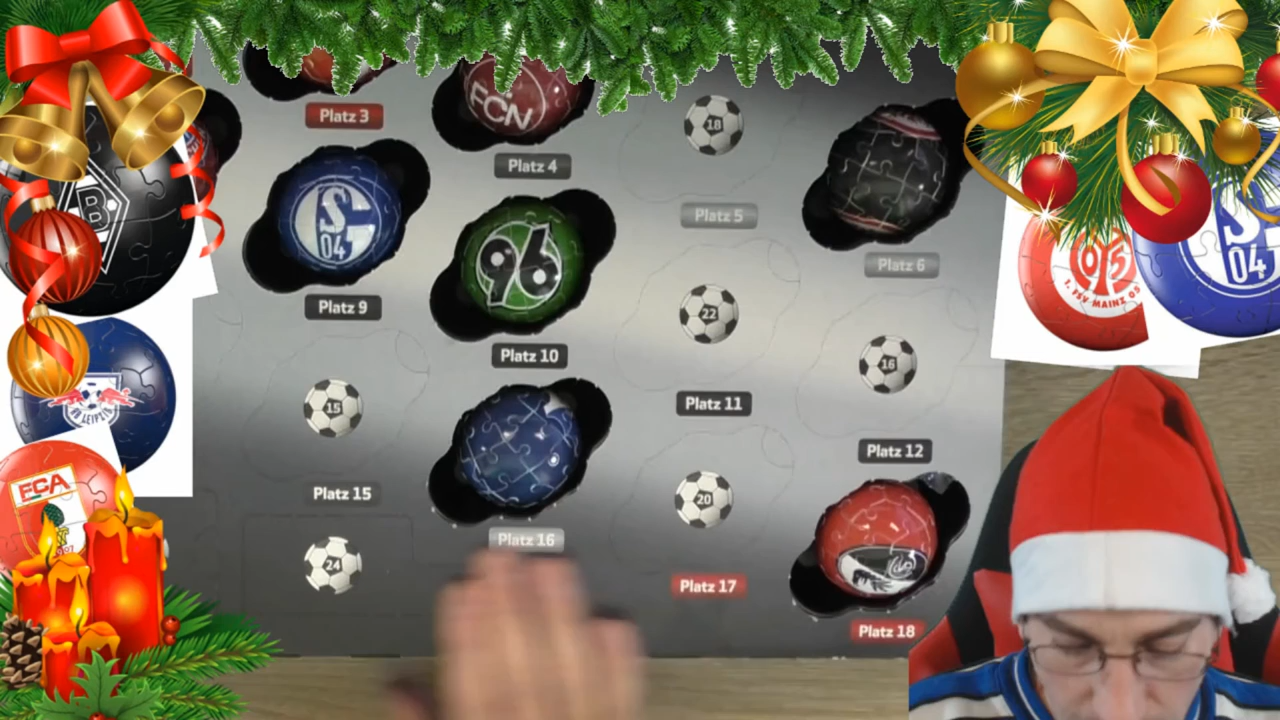 Platz 3
FCN
Platz 4
18
Platz 5
Platz 6
B
S
04
Platz 9
96
Platz 10
22
Platz 11
16
Platz 12
05
1. FSV MAINZ 05
S
04
RB LEIPZIG
15
Platz 15
Platz 16
20
Platz 17
Platz 18
FCA
24